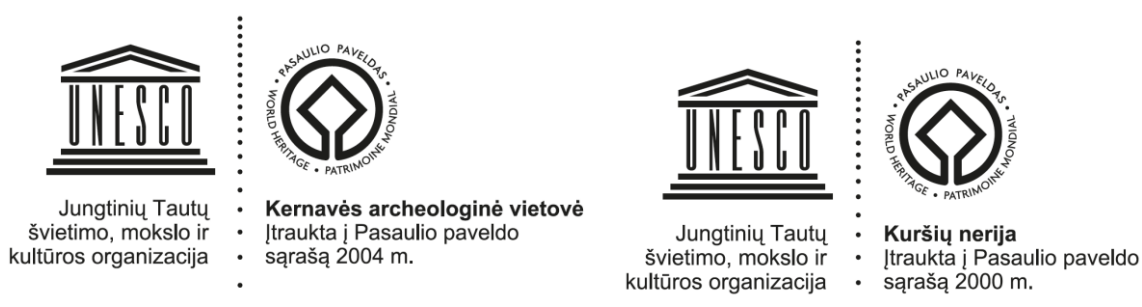 UNESCO
PASAULIO PAVELDAS • WORLD HERITAGE • PATRIMOINE MONDIAL •
Jungtinių Tautų
švietimo, mokslo ir
kultūros organizacija
Kernavės archeologinė vietovė
Įtraukta į Pasaulio paveldo
sąrašą 2004 m.
UNESCO
PASAULIO PAVELDAS • WORLD HERITAGE • PATRIMOINE MONDIAL •
Jungtinių Tautų
švietimo, mokslo ir
kultūros organizacija
Kuršių nerija
Įtraukta į Pasaulio paveldo
sąrašą 2000 m.